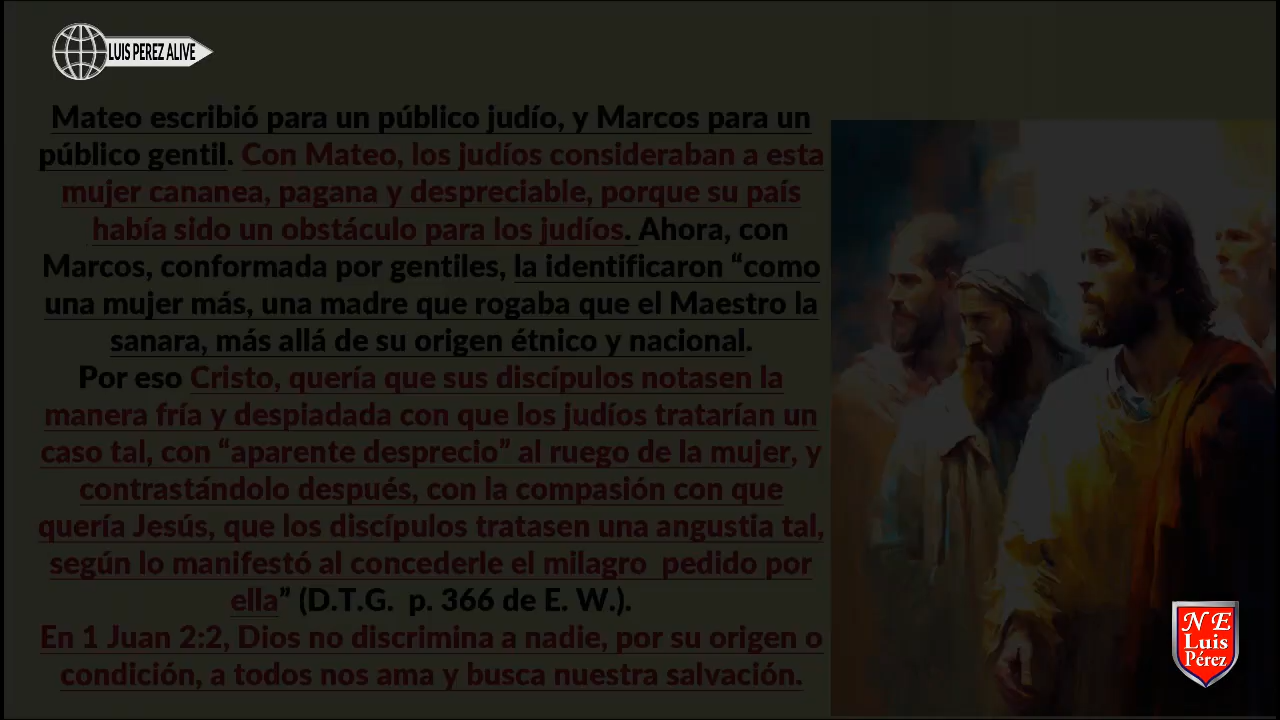 LUIS PEREZ ALIVE
Mateo escribió para un público judío, y Marcos para un
público gentil. Con Mateo, los judíos consideraban a esta
mujer cananea, pagana y despreciable, porque su país
había sido un obstáculo para los judíos. Ahora, con
Marcos, conformada por gentiles, la identificaron “como
una mujer más, una madre que rogaba que el Maestro la
sanara, más allá de su origen étnico y nacional.
Por eso Cristo, quería que sus discípulos notasen la
manera fría y despiadada con que los judíos tratarían un
caso tal, con “aparente desprecio” al ruego de la mujer, y
contrastándolo después, con la compasión con que
quería Jesús, que los discípulos tratasen una angustia tal,
según lo manifestó al concederle el milagro pedido por
ella” (D.T.G. p. 366 de E. W.).
En 1 Juan 2:2, Dios no discrimina a nadie, por su origen o
condición, a todos nos ama y busca nuestra salvación.
N E
Luis
Pérez